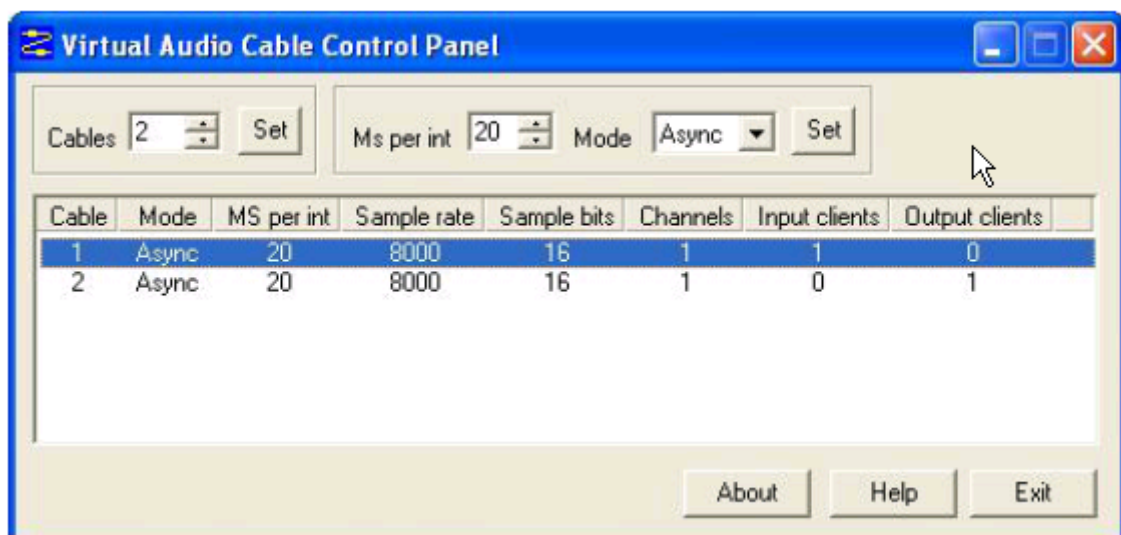 Virtual Audio Cable Control Panel
Cables 2 Set Ms per int 20 Mode Async Set
Cable Mode MS per int Sample rate Sample bits Channels Input clients Output clients
1 Async 20 8000 16 1 1 0
2 Async 20 8000 16 1 0 1
About Help Exit